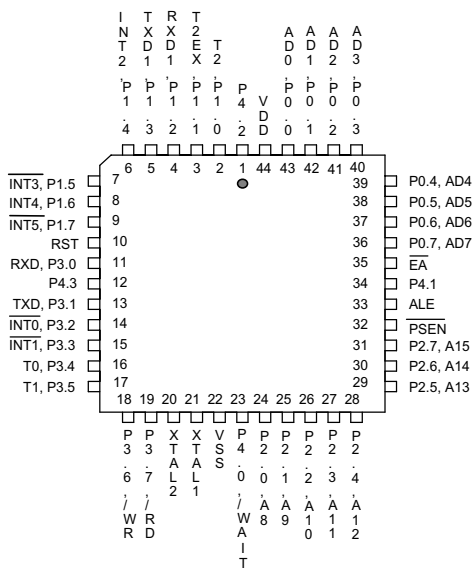 INT2, P1.4
TXD1, P1.3
RXD1, P1.2
T2EX, P1.1
T2, P1.0
P4.2
VDD
AD0, P0.0
AD1, P0.1
AD2, P0.2
AD3, P0.3
6 5 4 3 2 1 44 43 42 41 40
INT3, P1.5 7
INT4, P1.6 8
INT5, P1.7 9
RST 10
RXD, P3.0 11
P4.3 12
TXD, P3.1 13
INT0, P3.2 14
INT1, P3.3 15
T0, P3.4 16
T1, P3.5 17
39 P0.4, AD4
38 P0.5, AD5
37 P0.6, AD6
36 P0.7, AD7
35 EA
34 P4.1
33 ALE
32 PSEN
31 P2.7, A15
30 P2.6, A14
29 P2.5, A13
18 19 20 21 22 23 24 25 26 27 28
P3.6, /WR
P3.7, /RD
XTAL2
XTAL1
VSS
P4.0, /WAIT
P2.0, A8
P2.1, A9
P2.2, A10
P2.3, A11
P2.4, A12